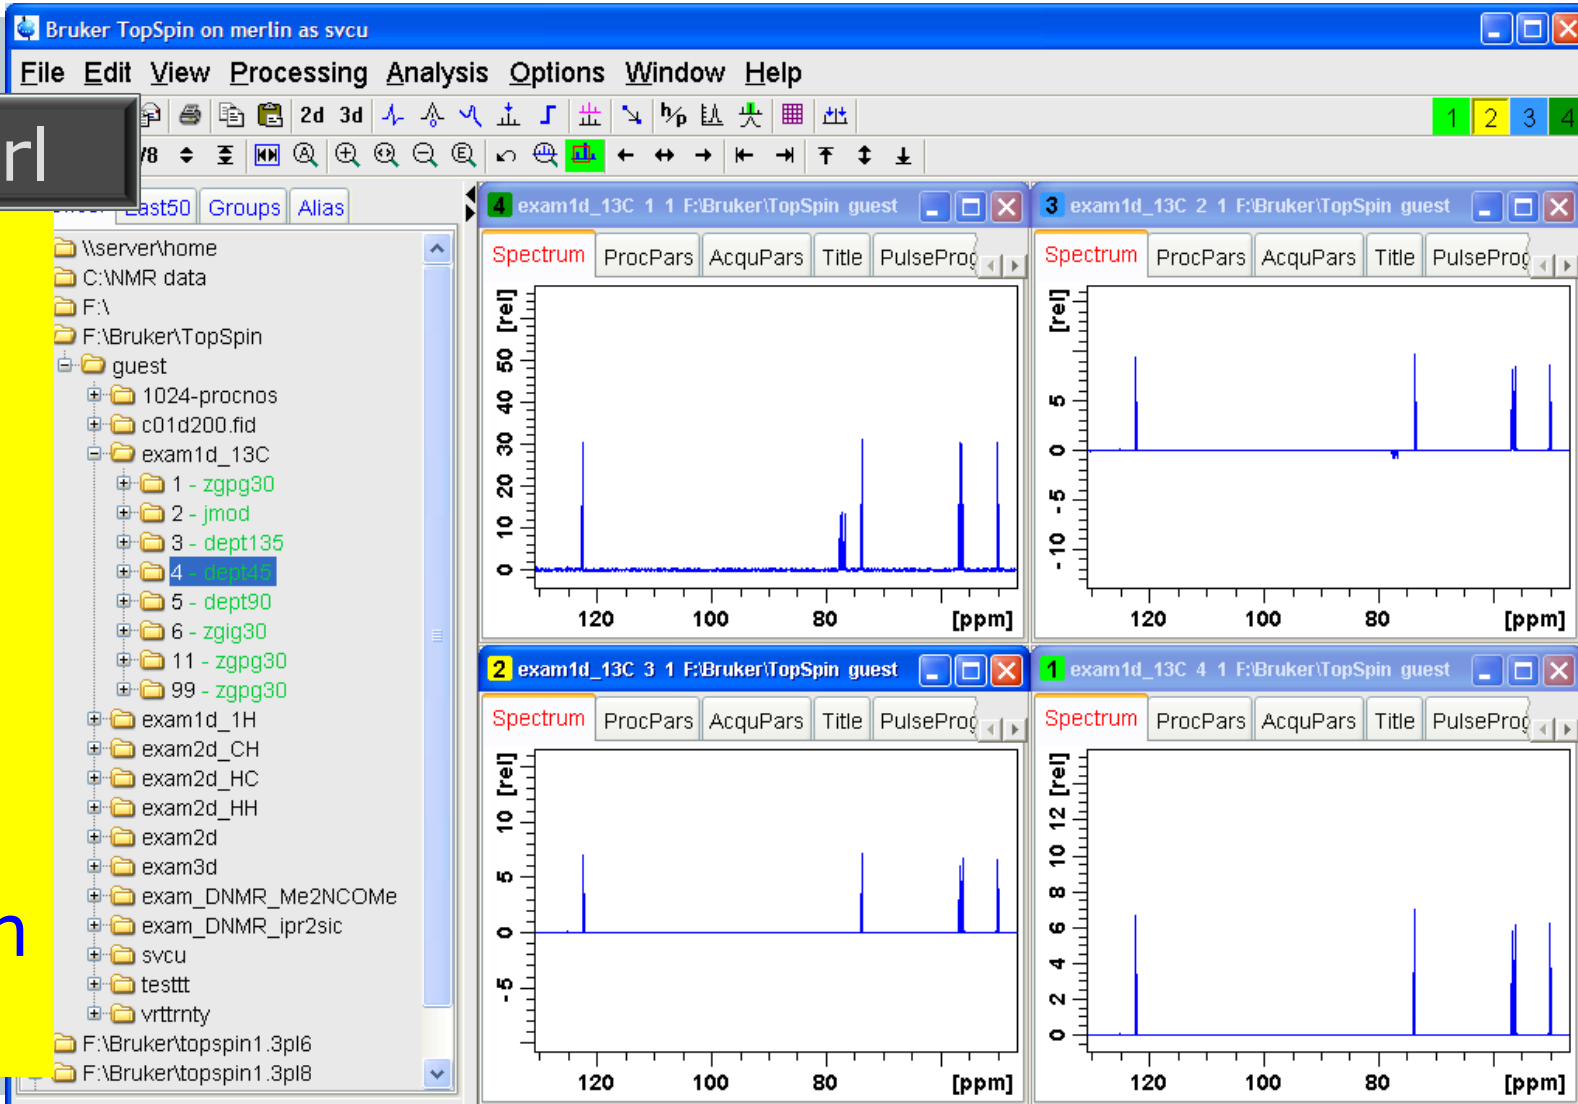 Bruker TopSpin on merlin as svcu
File Edit View Processing Analysis Options Window Help
2d 3d
1 2 3 4
rl
/8
Last50 Groups Alias
\\server\home
C:\NMR data
F:\
F:\Bruker\TopSpin
guest
1024-procnos
c01d200.fid
exam1d_13C
1 - zgpg30
2 - jmod
3 - dept135
4 - dept45
5 - dept90
6 - zgig30
11 - zgpg30
99 - zgpg30
exam1d_1H
exam2d_CH
exam2d_HC
exam2d_HH
exam2d
exam3d
exam_DNMR_Me2NCOMe
exam_DNMR_ipr2sic
svcu
testtt
vrttrnty
F:\Bruker\topspin1.3pl6
F:\Bruker\topspin1.3pl8
n
4 exam1d_13C 1 1 F:\Bruker\TopSpin guest
Spectrum ProcPars AcquPars Title PulseProg
[rel]
50
40
30
20
10
0
120 100 80 [ppm]
3 exam1d_13C 2 1 F:\Bruker\TopSpin guest
Spectrum ProcPars AcquPars Title PulseProg
[rel]
5
0
-5
-10
120 100 80 [ppm]
2 exam1d_13C 3 1 F:\Bruker\TopSpin guest
Spectrum ProcPars AcquPars Title PulseProg
[rel]
10
5
0
-5
120 100 80 [ppm]
1 exam1d_13C 4 1 F:\Bruker\TopSpin guest
Spectrum ProcPars AcquPars Title PulseProg
[rel]
12
10
8
6
4
2
0
120 100 80 [ppm]